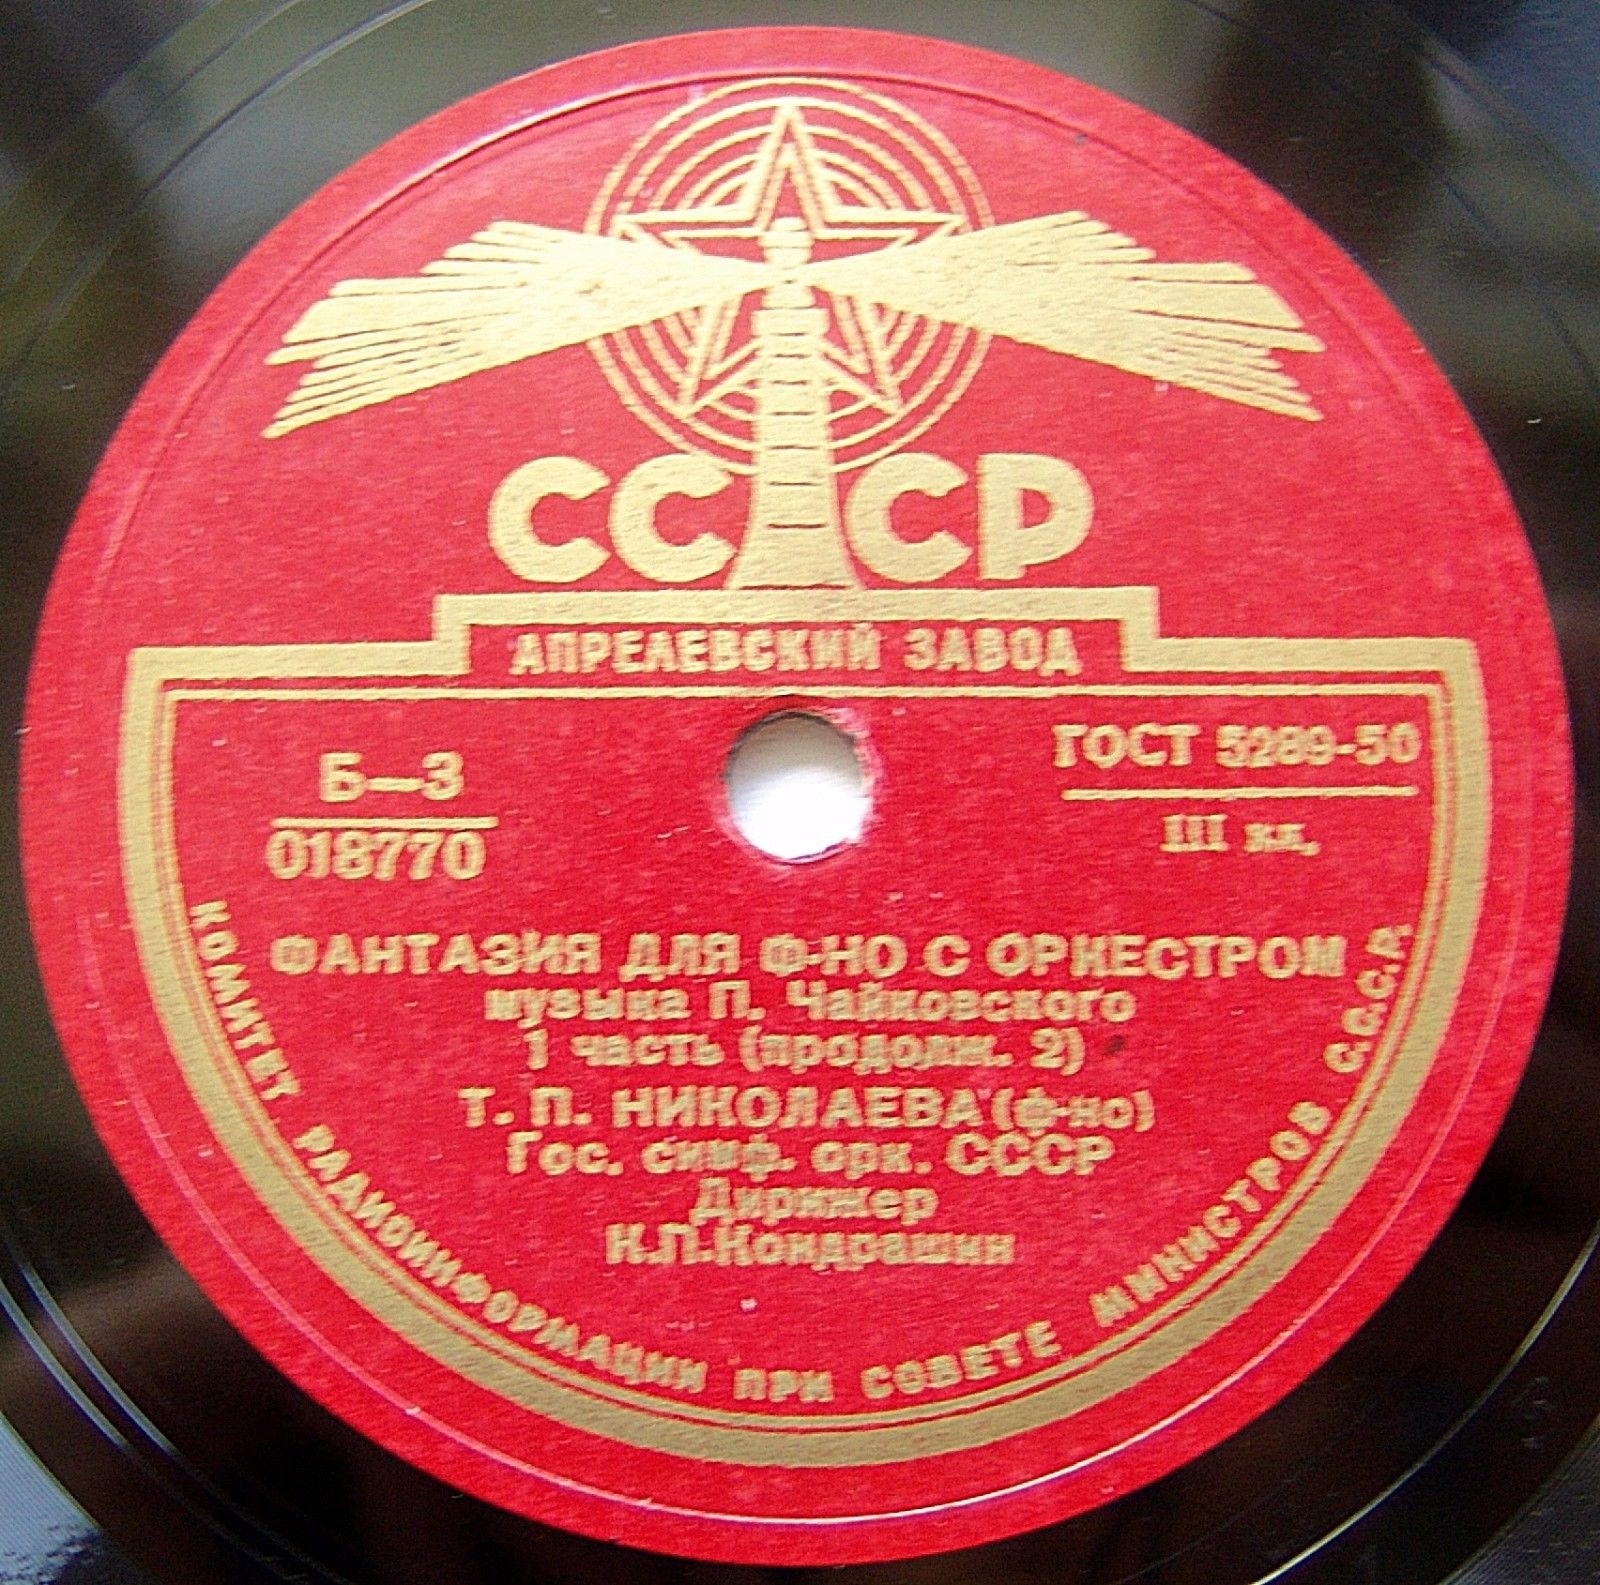 СССР
АПРЕЛЕВСКИЙ ЗАВОД
Б—3
018770
ГОСТ 5289-50
III кл.
ФАНТАЗИЯ ДЛЯ Ф-НО С ОРКЕСТРОМ
музыка П. Чайковского
1 часть (продолж. 2)
Т. П. НИКОЛАЕВА (ф-но)
Гос. симф. орк. СССР
Дирижер
К.П.Кондрашин
КОМИТЕТ РАДИОИНФОРМАЦИИ ПРИ СОВЕТЕ МИНИСТРОВ С.С.С.Р.